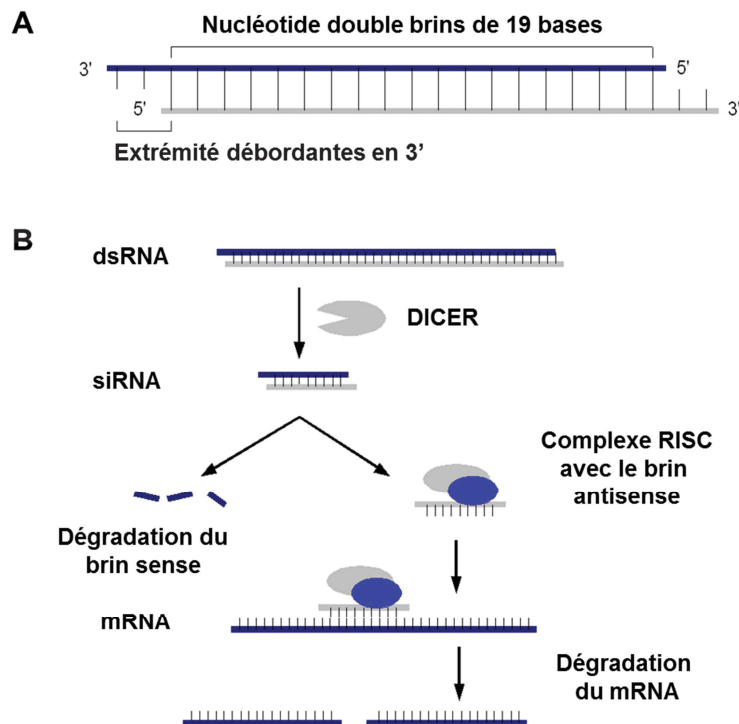 A
Nucléotide double brins de 19 bases
3’
5’
5’
3’
Extrémité débordantes en 3’
B
dsRNA
DICER
siRNA
Complexe RISC
avec le brin
antisense
Dégradation du
brin sense
mRNA
Dégradation
du mRNA